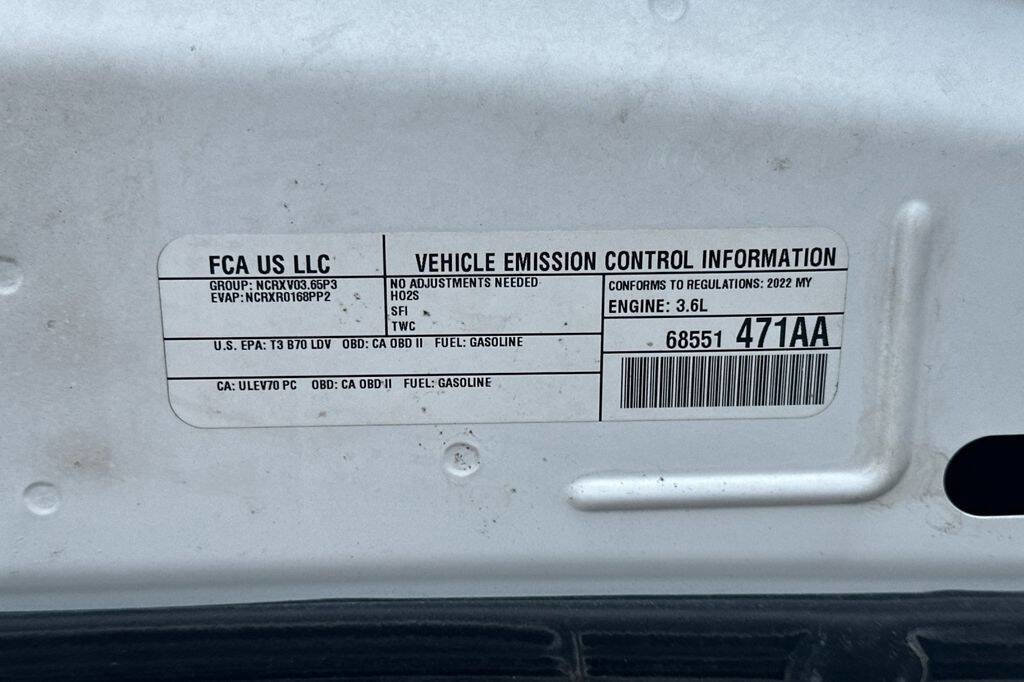 FCA US LLC
GROUP: NCRXV03.65P3
EVAP: NCRXR0168PP2
VEHICLE EMISSION CONTROL INFORMATION
NO ADJUSTMENTS NEEDED
HO2S
SFI
TWC
CONFORMS TO REGULATIONS: 2022 MY
ENGINE: 3.6L
68551 471AA
U.S. EPA: T3 B70 LDV OBD: CA OBD II FUEL: GASOLINE
CA: ULEV70 PC OBD: CA OBD II FUEL: GASOLINE